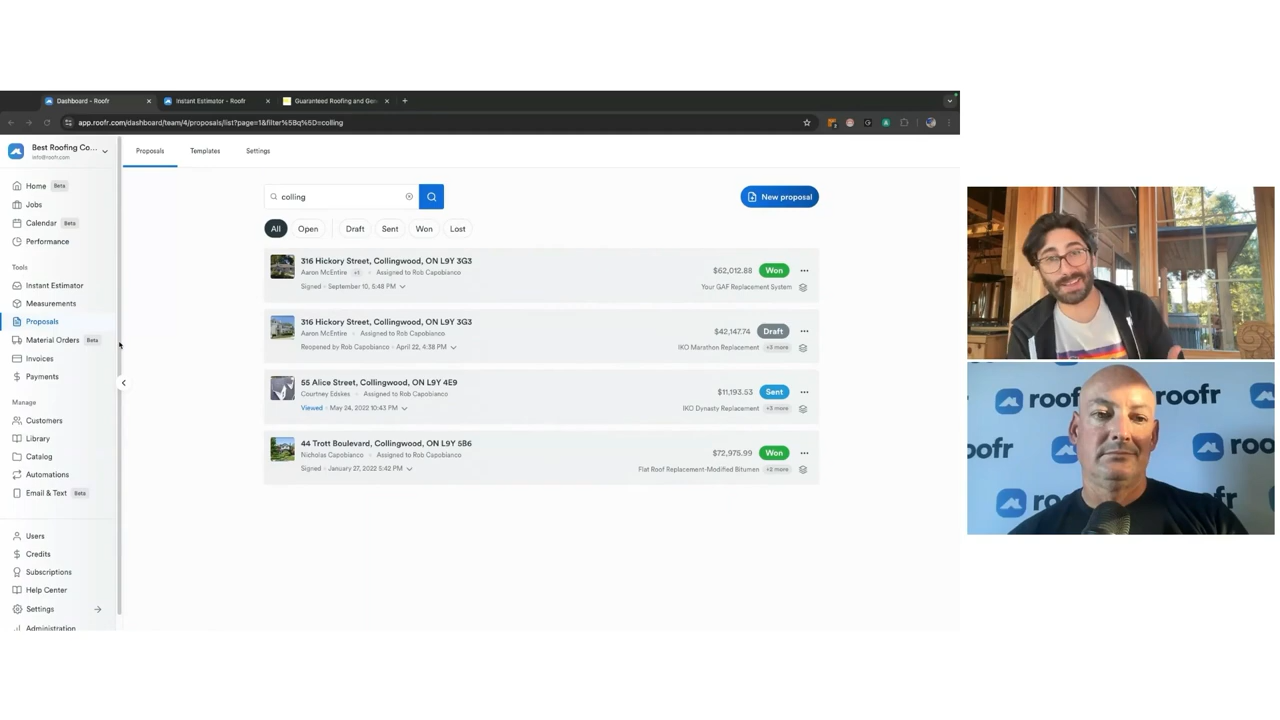 Dashboard - Roofr
Instant Estimator - Roofr
Guaranteed Roofing and Gen
app.roofr.com/dashboard/team/4/proposals/list?page=1&filter%5Bq%5D=colling
Best Roofing Co...
info@roofr.com
Home Beta
Jobs
Calendar Beta
Performance
Tools
Instant Estimator
Measurements
Proposals
Material Orders Beta
Invoices
Payments
Manage
Customers
Library
Catalog
Automations
Email & Text Beta
Users
Credits
Subscriptions
Help Center
Settings
Administration
Proposals Templates Settings
colling
New proposal
All Open Draft Sent Won Lost
316 Hickory Street, Collingwood, ON L9Y 3G3
Aaron McEntire +1 Assigned to Rob Capobianco
Signed September 10, 5:48 PM
$62,012.88 Won
Your GAF Replacement System
316 Hickory Street, Collingwood, ON L9Y 3G3
Aaron McEntire Assigned to Rob Capobianco
Reopened by Rob Capobianco April 22, 4:38 PM
$42,147.74 Draft
IKO Marathon Replacement +3 more
55 Alice Street, Collingwood, ON L9Y 4E9
Courtney Edskes Assigned to Rob Capobianco
Viewed May 24, 2022 10:43 PM
$11,193.53 Sent
IKO Dynasty Replacement +3 more
44 Trott Boulevard, Collingwood, ON L9Y 5B6
Nicholas Capobianco Assigned to Rob Capobianco
Signed January 27, 2022 5:42 PM
$72,975.99 Won
Flat Roof Replacement-Modified Bitumen +2 more
roofr